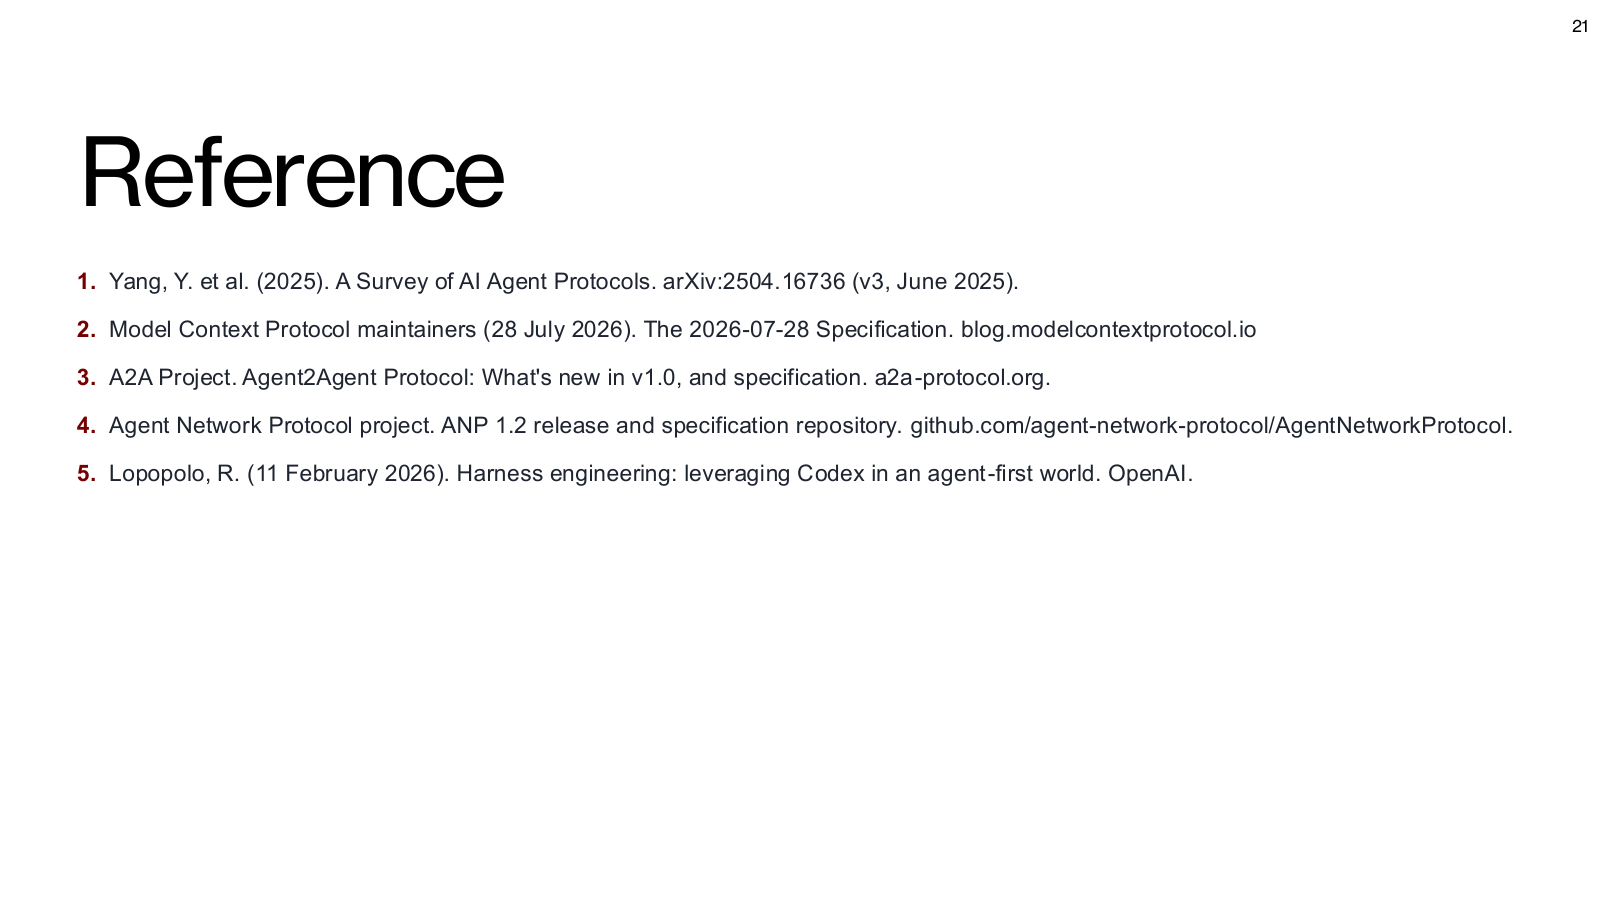 21
Reference
1. Yang, Y. et al. (2025). A Survey of AI Agent Protocols. arXiv:2504.16736 (v3, June 2025).
2. Model Context Protocol maintainers (28 July 2026). The 2026-07-28 Specification. blog.modelcontextprotocol.io
3. A2A Project. Agent2Agent Protocol: What's new in v1.0, and specification. a2a-protocol.org.
4. Agent Network Protocol project. ANP 1.2 release and specification repository. github.com/agent-network-protocol/AgentNetworkProtocol.
5. Lopopolo, R. (11 February 2026). Harness engineering: leveraging Codex in an agent-first world. OpenAI.